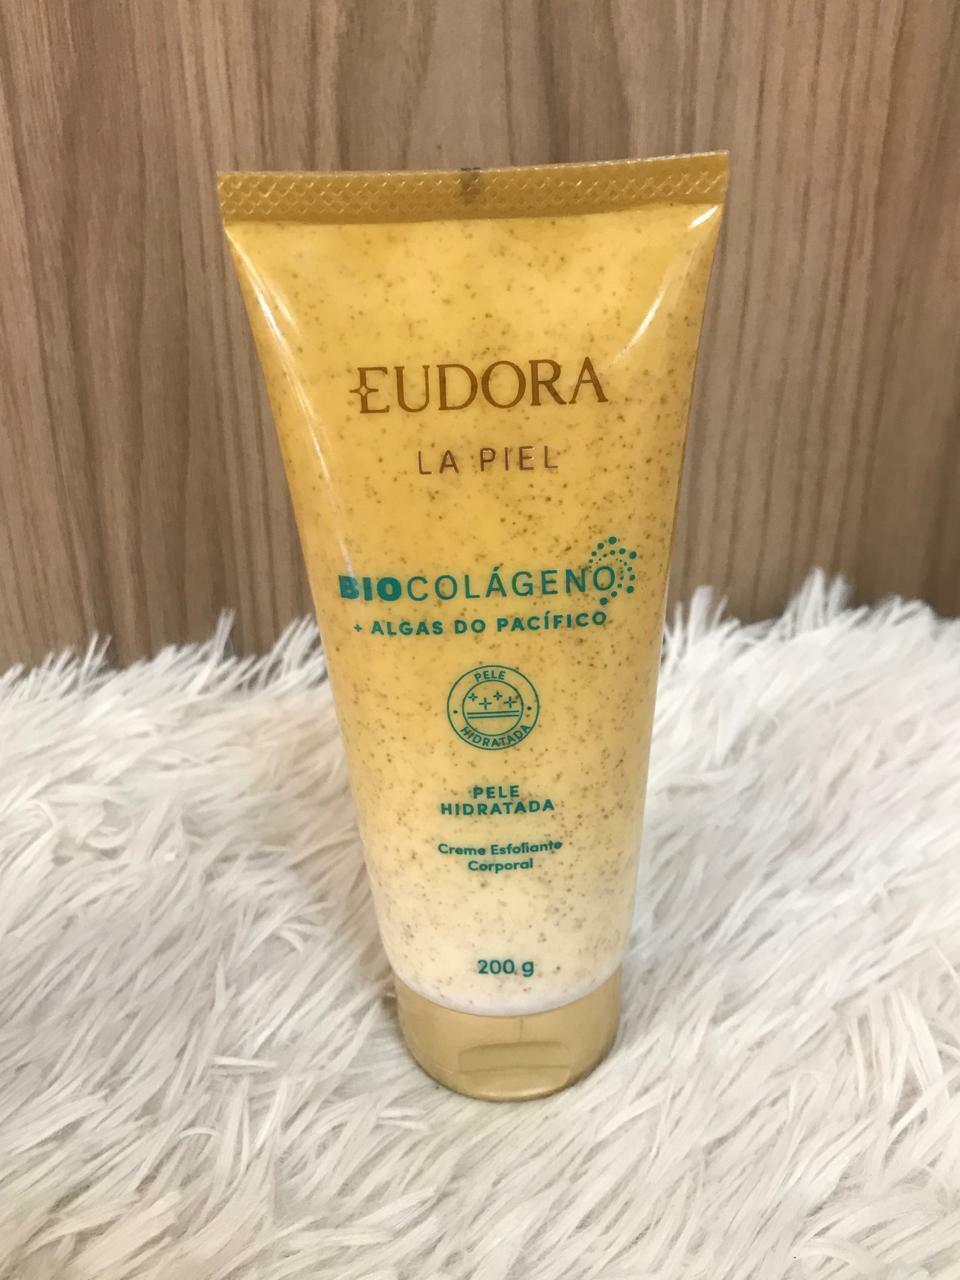 EUDORA
LA PIEL
BIOCOLÁGENO
+ ALGAS DO PACÍFICO
PELE
HIDRATADA
PELE
HIDRATADA
Creme Esfoliante
Corporal
200 g